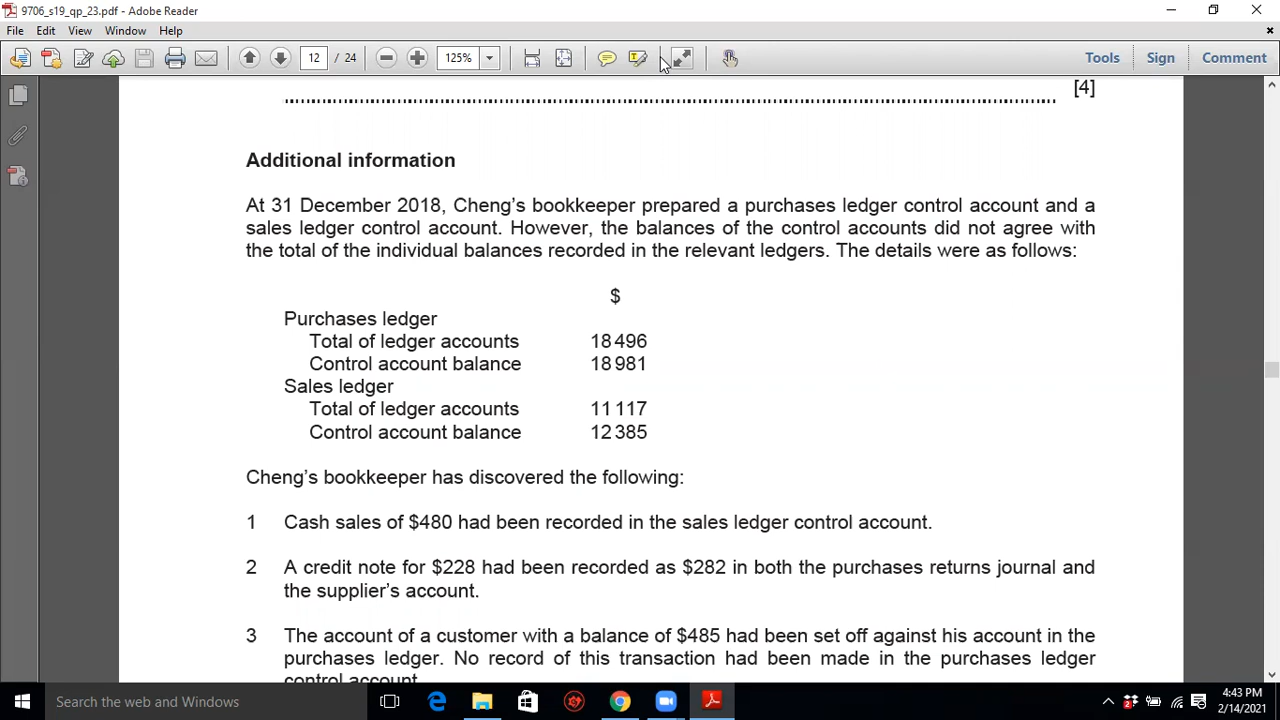 9706_s19_qp_23.pdf - Adobe Reader
File Edit View Window Help
12 / 24 125% Tools Sign Comment
[4]
Additional information
At 31 December 2018, Cheng's bookkeeper prepared a purchases ledger control account and a
sales ledger control account. However, the balances of the control accounts did not agree with
the total of the individual balances recorded in the relevant ledgers. The details were as follows:
$
Purchases ledger
Total of ledger accounts 18 496
Control account balance 18 981
Sales ledger
Total of ledger accounts 11 117
Control account balance 12 385
Cheng's bookkeeper has discovered the following:
1 Cash sales of $480 had been recorded in the sales ledger control account.
2 A credit note for $228 had been recorded as $282 in both the purchases returns journal and
the supplier's account.
3 The account of a customer with a balance of $485 had been set off against his account in the
purchases ledger. No record of this transaction had been made in the purchases ledger
control account.
Search the web and Windows
4:43 PM
2/14/2021